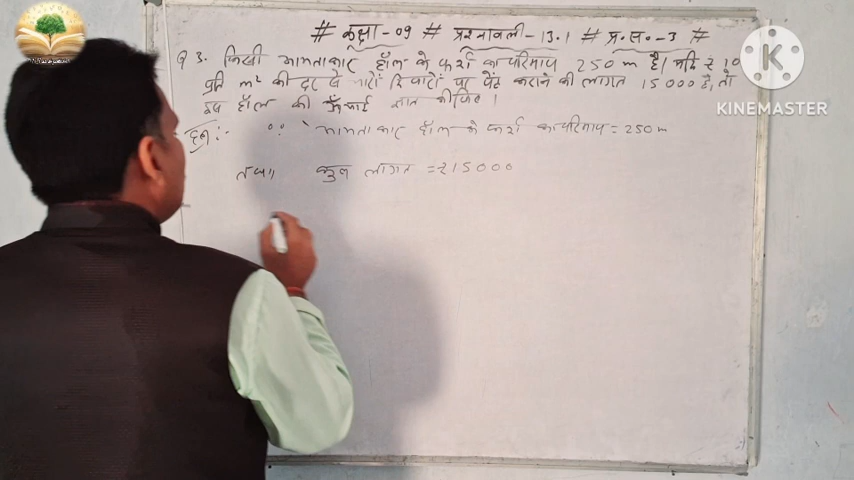 # कक्षा-09 # प्रश्नावली-13.1 # प्र.स.-3 #
Q 3. किसी आयताकार हॉल के फर्श का परिमाप 250 m है। यदि ₹ 10
प्रति m² की दर से चारों दिवारों पर पेंट कराने की लागत 15000 है, तो
इस हॉल की ऊँचाई ज्ञात कीजिए।
हल:- ∵ आयताकार हॉल के फर्श का परिमाप = 250 m
तथा कुल लागत = ₹ 15000
KINEMASTER